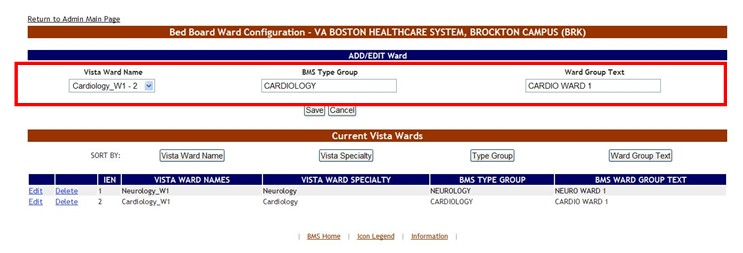 Return to Admin Main Page
Bed Board Ward Configuration - VA BOSTON HEALTHCARE SYSTEM, BROCKTON CAMPUS (BRK)
ADD/EDIT Ward
Vista Ward Name BMS Type Group Ward Group Text
Cardiology_W1 - 2 CARDIOLOGY CARDIO WARD 1
Save Cancel
Current Vista Wards
SORT BY: Vista Ward Name Vista Specialty Type Group Ward Group Text
IEN VISTA WARD NAMES VISTA WARD SPECIALTY BMS TYPE GROUP BMS WARD GROUP TEXT
Edit Delete 1 Neurology_W1 Neurology NEUROLOGY NEURO WARD 1
Edit Delete 2 Cardiology_W1 Cardiology CARDIOLOGY CARDIO WARD 1
| BMS Home | Icon Legend | Information |